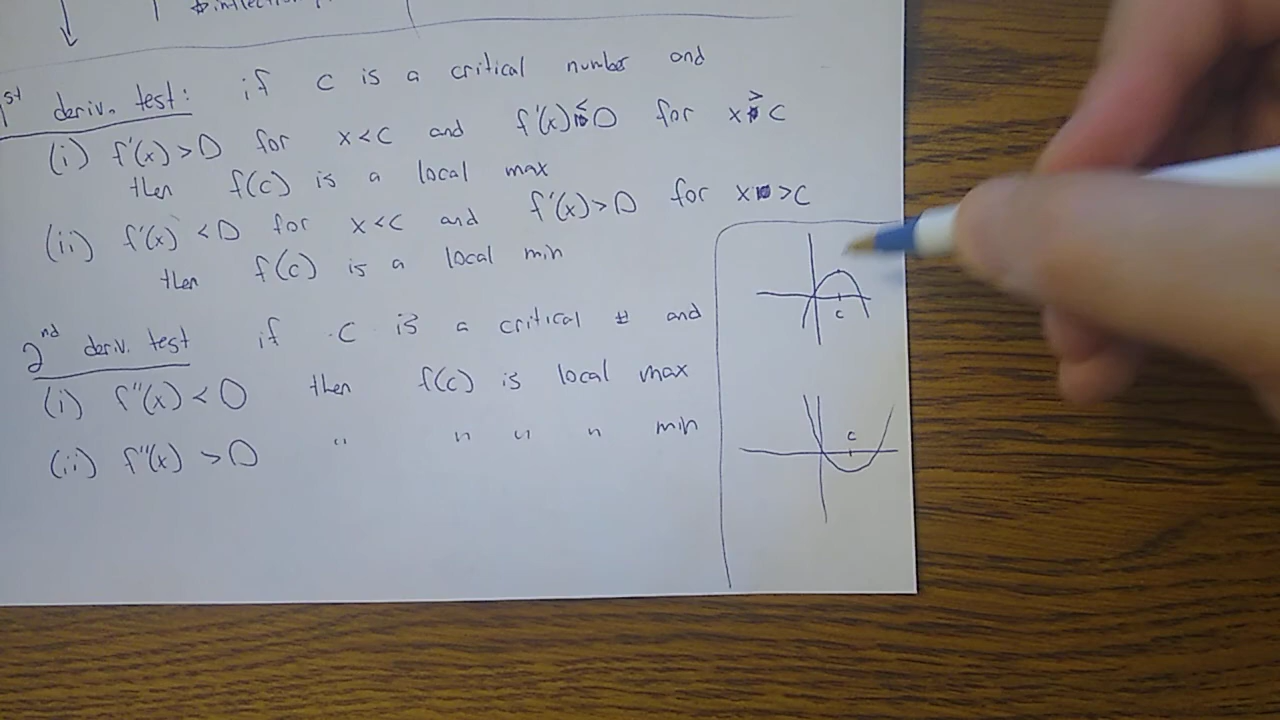 * inflection
1st deriv. test: if c is a critical number and
(i) f'(x) > 0 for x < c and f'(x) < 0 for x > c
then f(c) is a local max
(ii) f'(x) < 0 for x < c and f'(x) > 0 for x > c
then f(c) is a local min
2nd deriv. test if c is a critical # and
(i) f"(x) < 0 then f(c) is local max
(ii) f"(x) > 0 " " " " min
c
c